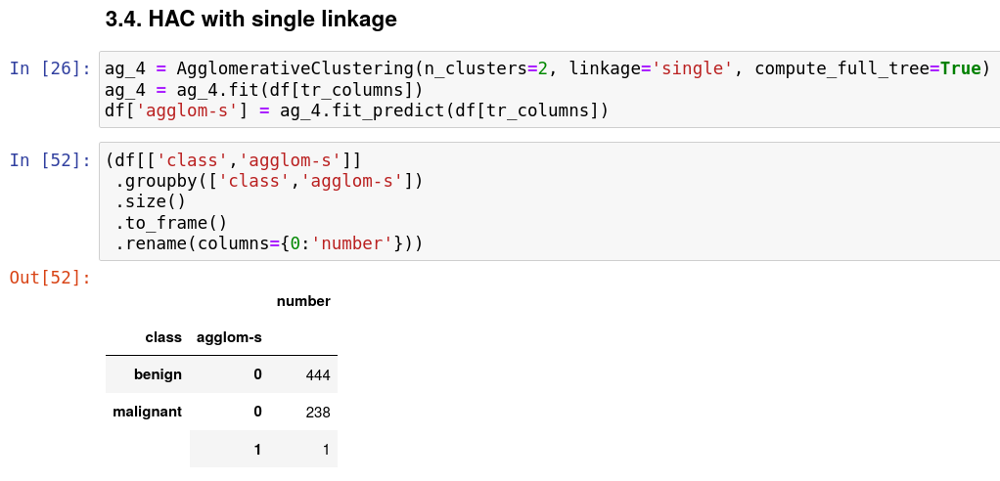 3.4. HAC with single linkage
In [26]: ag_4 = AgglomerativeClustering(n_clusters=2, linkage='single', compute_full_tree=True)
ag_4 = ag_4.fit(df[tr_columns])
df['agglom-s'] = ag_4.fit_predict(df[tr_columns])
In [52]: (df[['class','agglom-s']]
.groupby(['class','agglom-s'])
.size()
.to_frame()
.rename(columns={0:'number'}))
Out[52]:
number
class agglom-s
benign 0 444
malignant 0 238
1 1